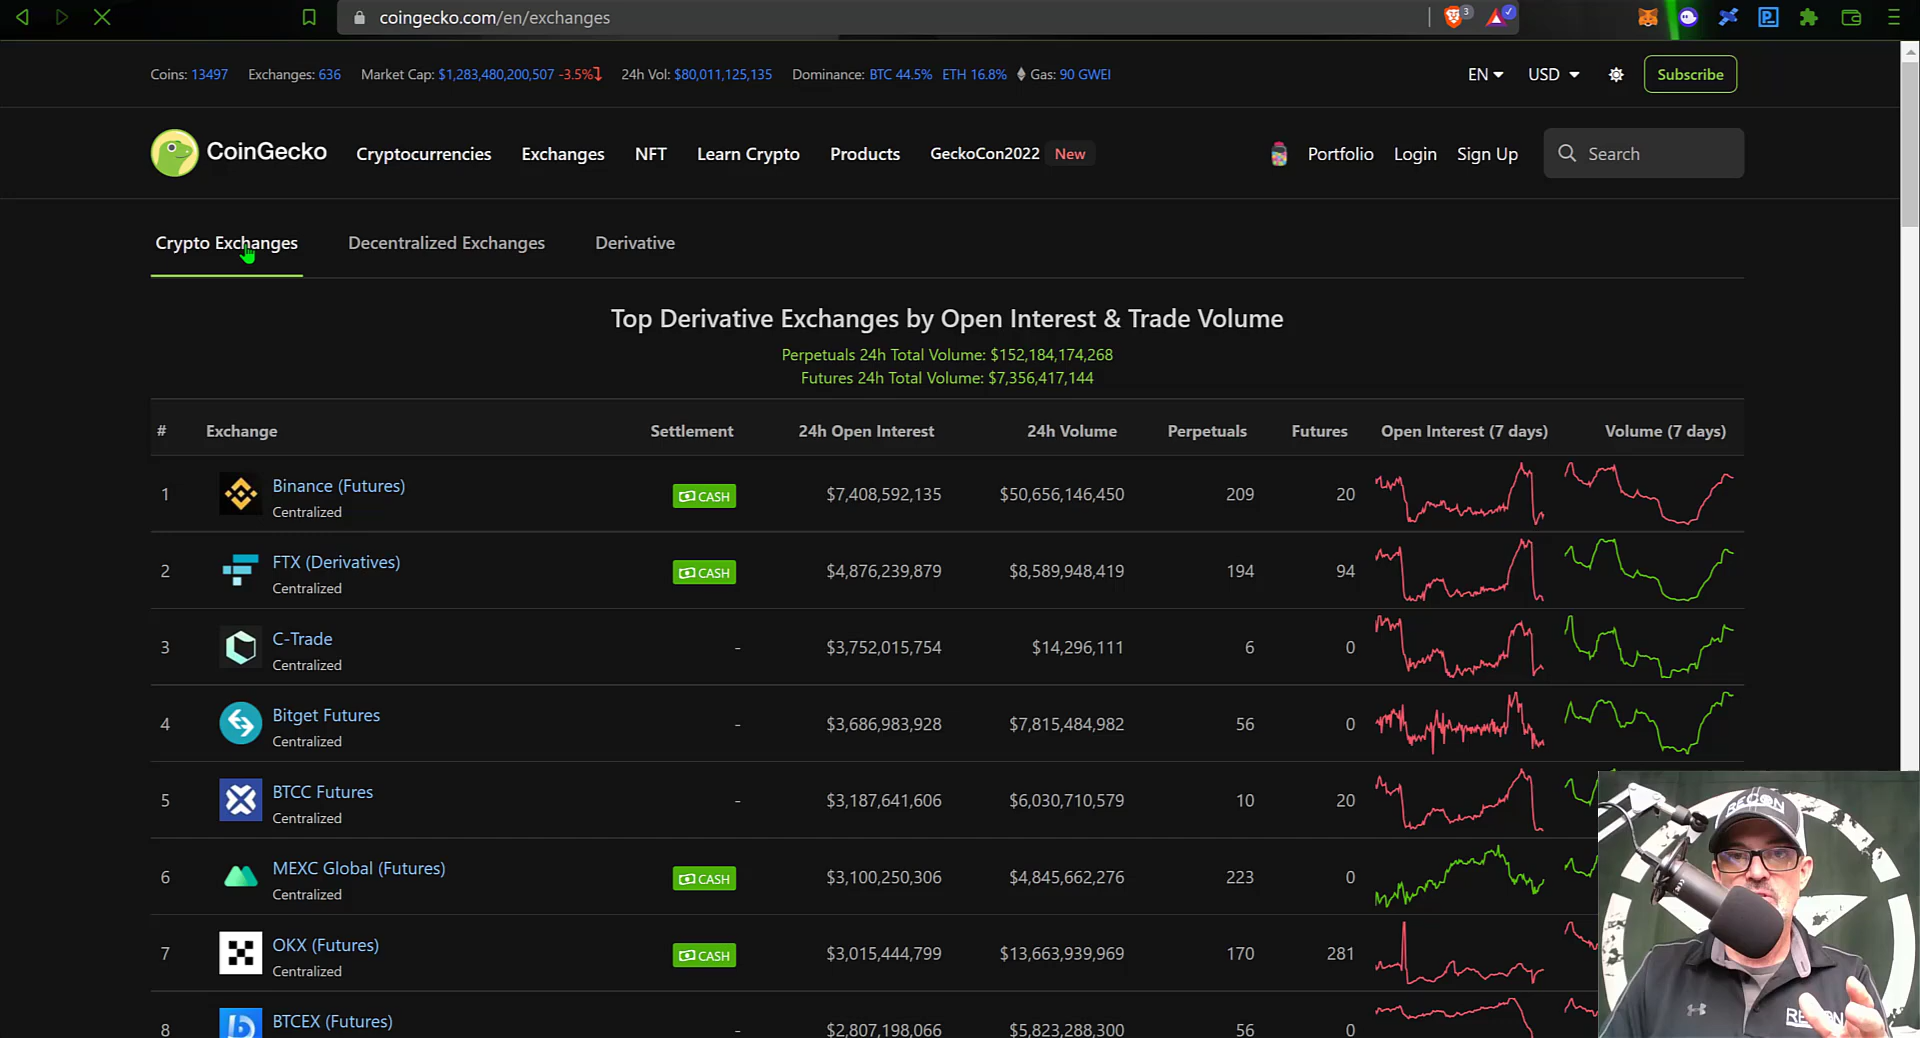 coingecko.com/en/exchanges
3
Coins: 13497 Exchanges: 636 Market Cap: $1,283,480,200,507 -3.5% 24h Vol: $80,011,125,135 Dominance: BTC 44.5% ETH 16.8% Gas: 90 GWEI
EN USD Subscribe
CoinGecko Cryptocurrencies Exchanges NFT Learn Crypto Products GeckoCon2022 New Portfolio Login Sign Up Search
Crypto Exchanges Decentralized Exchanges Derivative
Top Derivative Exchanges by Open Interest & Trade Volume
Perpetuals 24h Total Volume: $152,184,174,268
Futures 24h Total Volume: $7,356,417,144
# Exchange Settlement 24h Open Interest 24h Volume Perpetuals Futures Open Interest (7 days) Volume (7 days)
1 Binance (Futures) CASH $7,408,592,135 $50,656,146,450 209 20
Centralized
2 FTX (Derivatives) CASH $4,876,239,879 $8,589,948,419 194 94
Centralized
3 C-Trade - $3,752,015,754 $14,296,111 6 0
Centralized
4 Bitget Futures - $3,686,983,928 $7,815,484,982 56 0
Centralized
5 BTCC Futures - $3,187,641,606 $6,030,710,579 10 20
Centralized
6 MEXC Global (Futures) CASH $3,100,250,306 $4,845,662,276 223 0
Centralized
7 OKX (Futures) CASH $3,015,444,799 $13,663,939,969 170 281
Centralized
8 BTCEX (Futures) - $2,807,198,066 $5,823,288,300 56 0
RECON
RECON